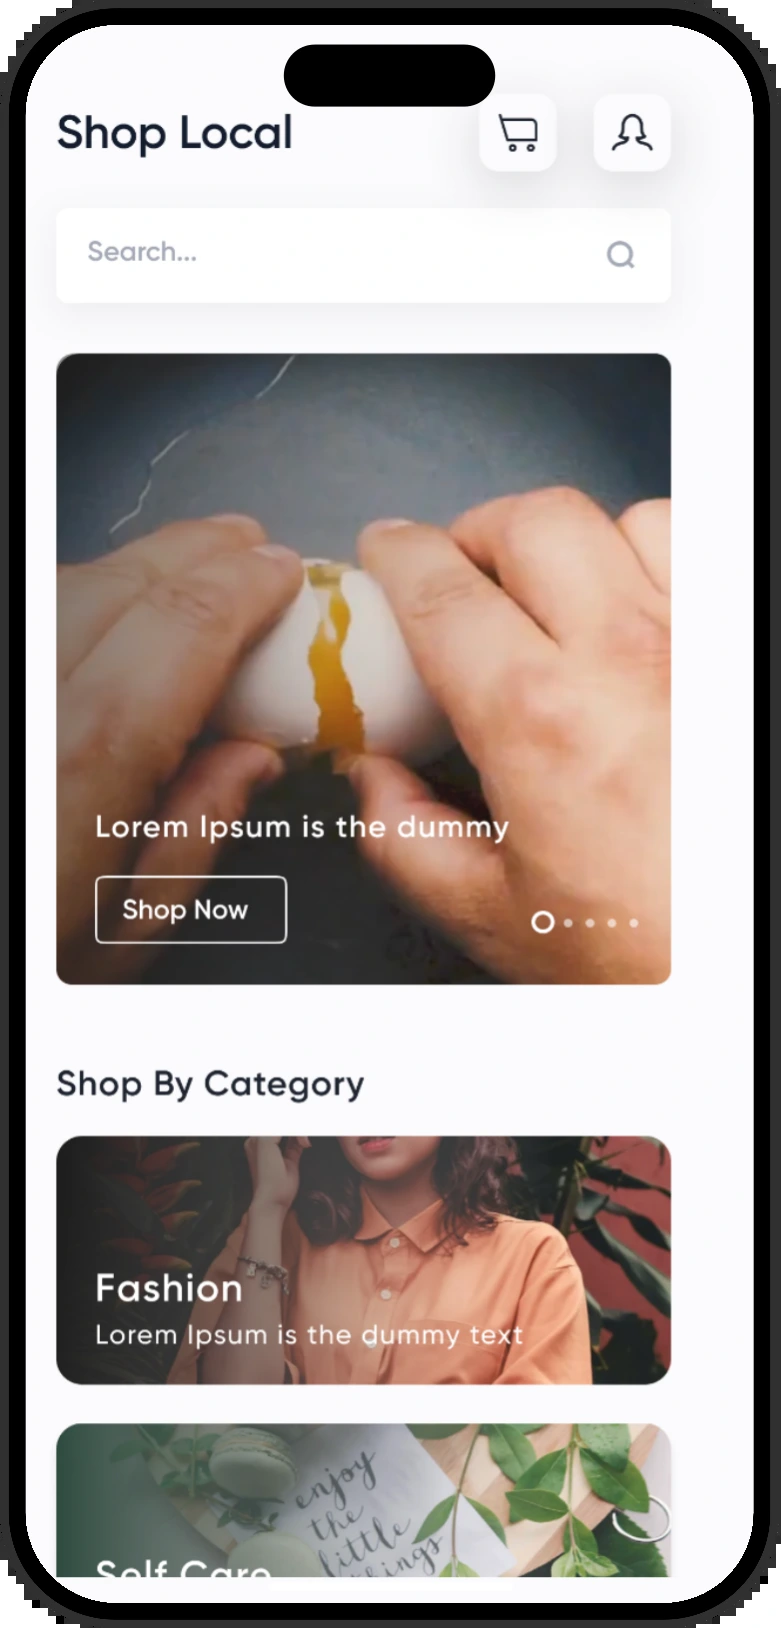 Shop Local
Search...
Lorem Ipsum is the dummy
Shop Now
Shop By Category
Fashion
Lorem Ipsum is the dummy text
enjoy
the
little
Self Care